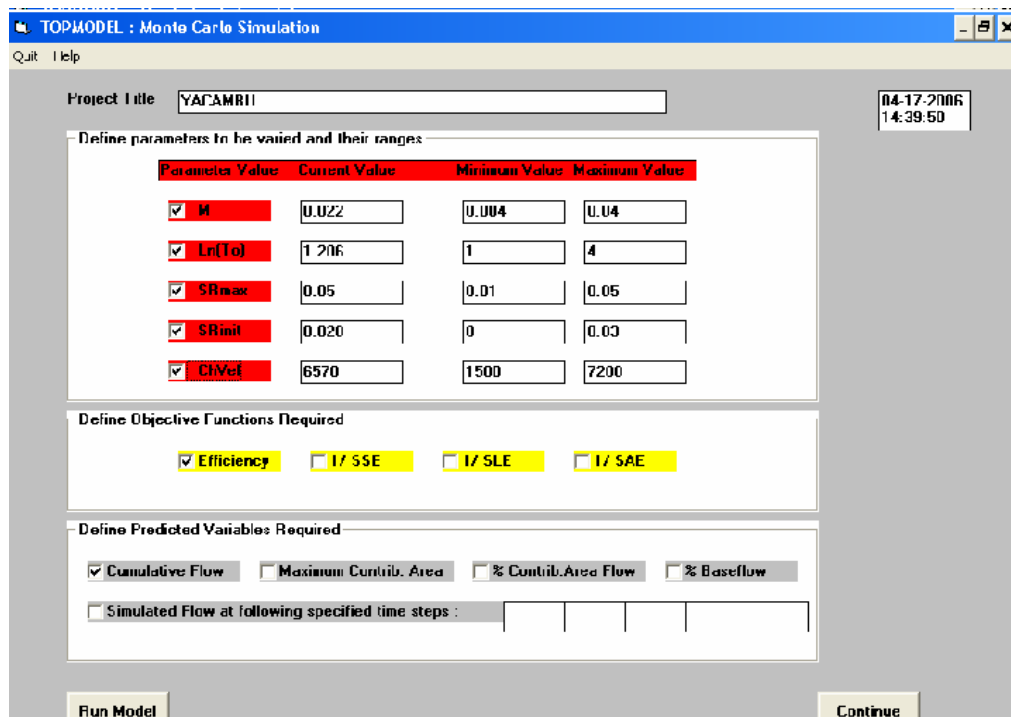 TOPMODEL : Monte Carlo Simulation
Quit Help
Project Title YACAMBU 04-17-2006
14:39:50
Define parameters to be varied and their ranges
Parameter Value Current Value Minimum Value Maximum Value
M 0.022 0.004 0.04
Ln(To) 1.206 1 4
SRmax 0.05 0.01 0.05
SRinit 0.020 0
ChVel 6570 1500 7200
Define Objective Functions Required
Efficiency 1/ SSE 1/ SLE 1/ SAE
Define Predicted Variables Required
Cumulative Flow Maximum Contrib. Area % Contrib.Area Flow % Baseflow
Simulated Flow at following specified time steps :
Run Model Continue